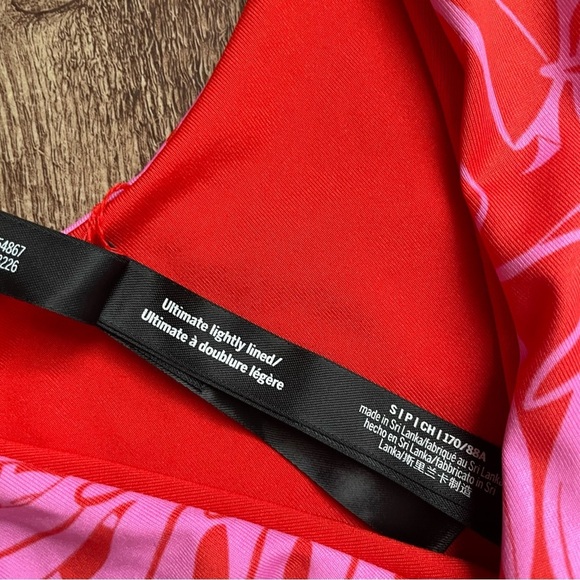 54867
3226
Ultimate lightly lined/
Ultimate à doublure légère
S | P | CH | 170/88A
made in Sri Lanka/fabriqué au Sri Lanka/
hecho en Sri Lanka/fabbricato in Sri
Lanka/斯里兰卡制造